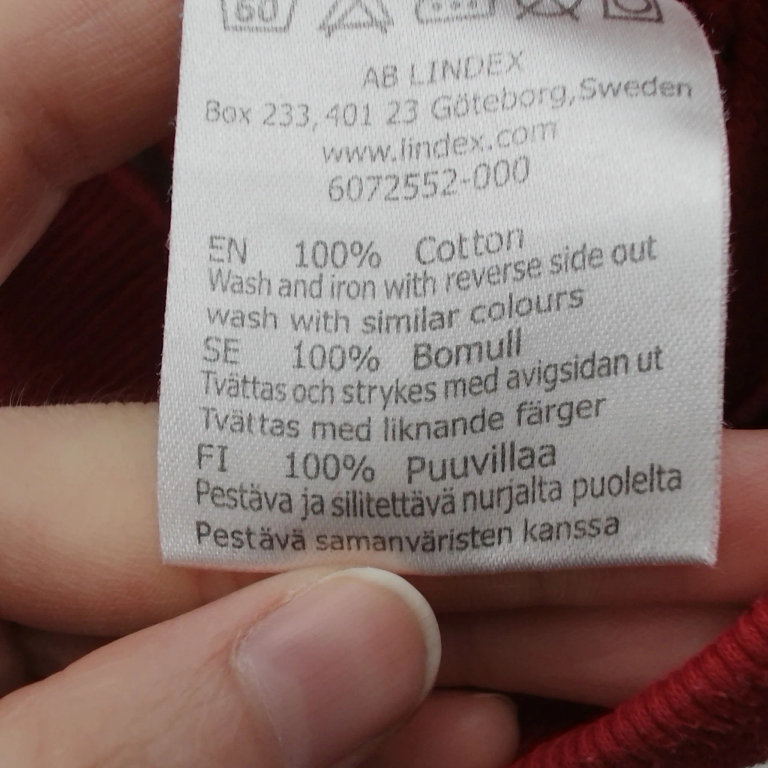 60
AB LINDEX
Box 233, 401 23 Göteborg, Sweden
www.lindex.com
6072552-000
EN 100% Cotton
Wash and iron with reverse side out
wash with similar colours
SE 100% Bomull
Tvättas och strykes med avigsidan ut
Tvättas med liknande färger
FI 100% Puuvillaa
Pestäva ja silitettävä nurjalta puolelta
Pestävä samanväristen kanssa